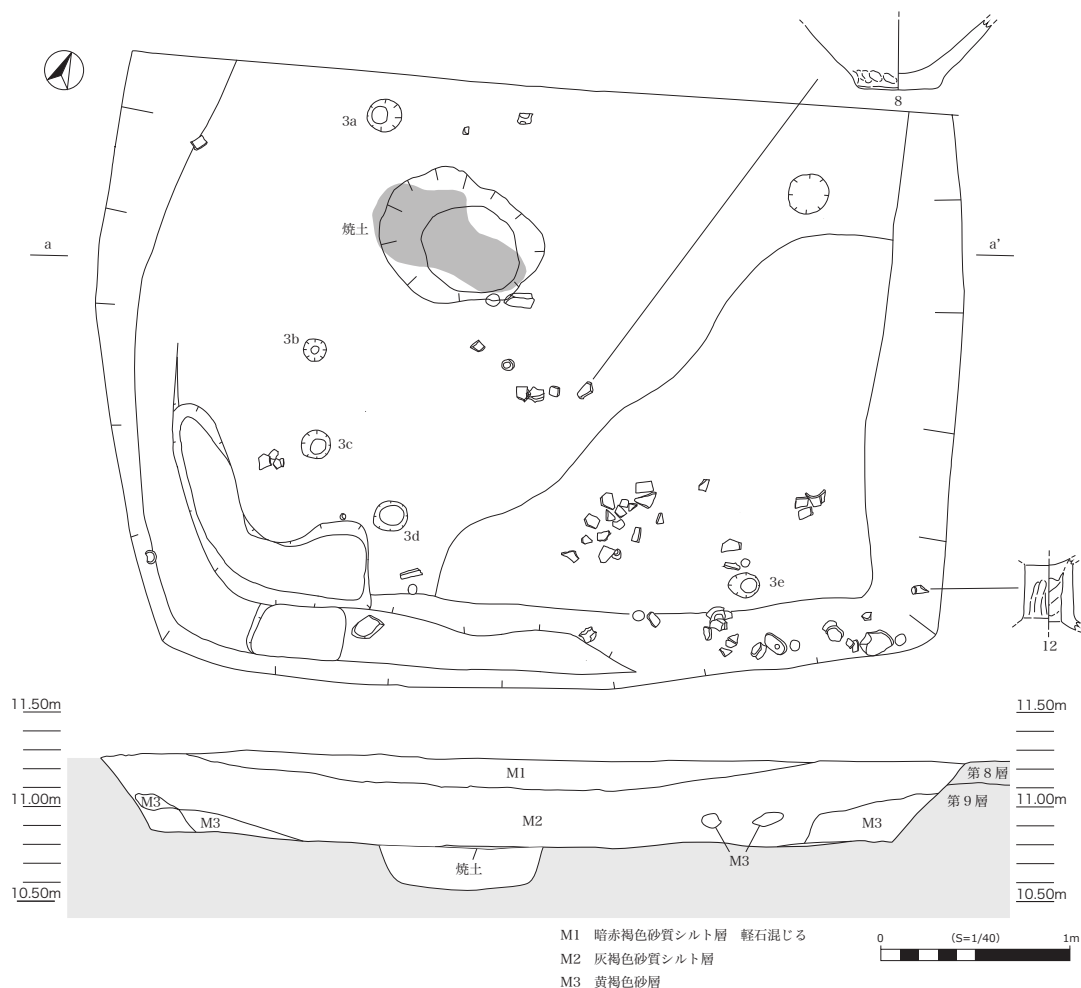 8
3a
焼土
a
a’
3b
3c
3d
3e
12
11.50m
11.50m
M1
第8層
11.00m
M3
第9層
11.00m
M3
M2
M3
M3
焼土
10.50m
10.50m
M1 暗赤褐色砂質シルト層 軽石混じる
M2 灰褐色砂質シルト層
M3 黄褐色砂層
0 (S=1/40) 1m